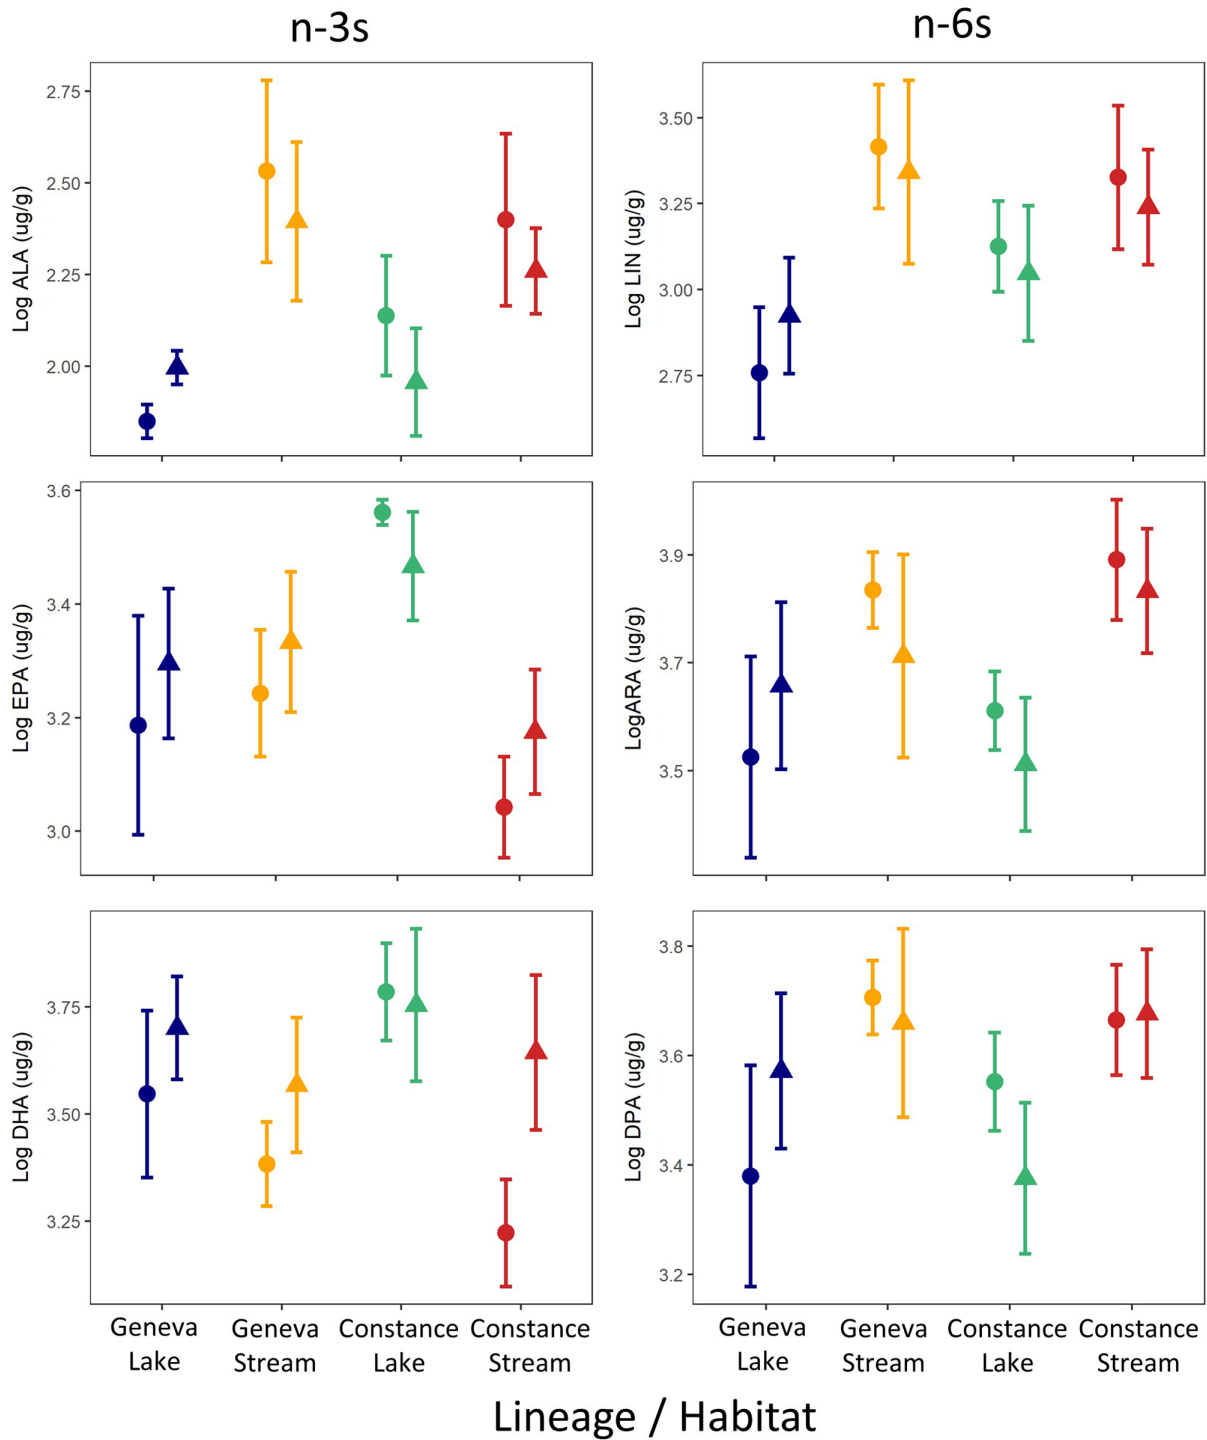 n-3s
n-6s
Log ALA (ug/g)
2.75
2.50
2.25
2.00
Log LIN (ug/g)
3.50
3.25
3.00
2.75
Log EPA (ug/g)
3.6
3.4
3.2
3.0
LogARA (ug/g)
3.9
3.7
3.5
Log DHA (ug/g)
3.75
3.50
3.25
Log DPA (ug/g)
3.8
3.6
3.4
3.2
Geneva Lake
Geneva Stream
Constance Lake
Constance Stream
Geneva Lake
Geneva Stream
Constance Lake
Constance Stream
Lineage / Habitat